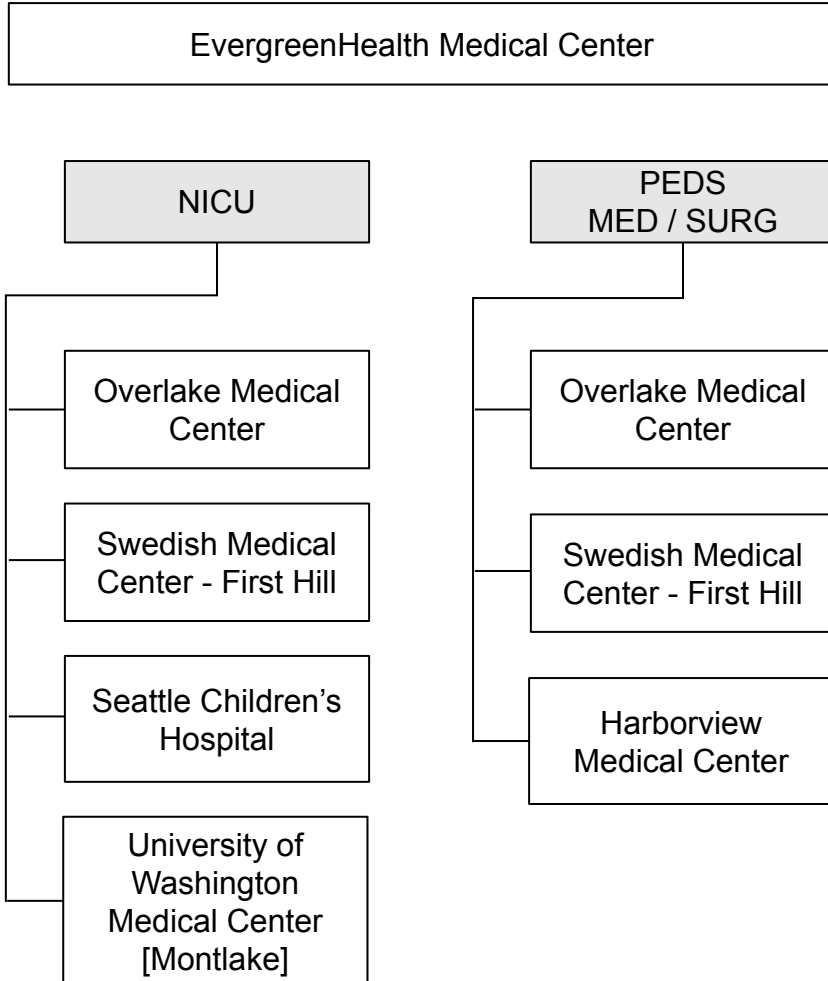 EvergreenHealth Medical Center
NICU
Overlake Medical
Center
Swedish Medical
Center - First Hill
Seattle Children’s
Hospital
University of
Washington
Medical Center
[Montlake]
PEDS
MED / SURG
Overlake Medical
Center
Swedish Medical
Center - First Hill
Harborview
Medical Center